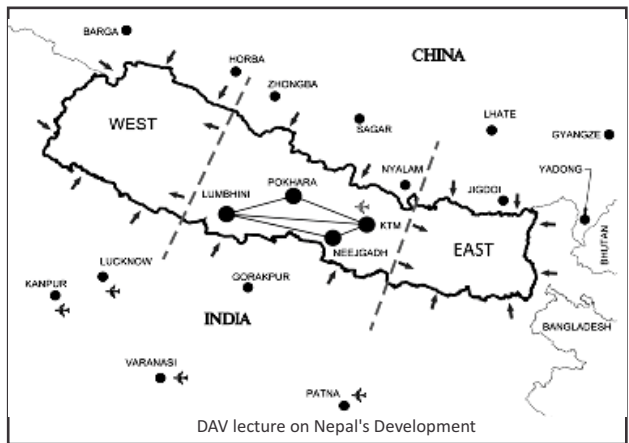 BARGA
HORBA
CHINA
ZHONGBA
WEST
SAGAR
LHATE
GYANGZE
NYALAM
YADONG
POKHARA
JIGDOI
LUMBHINI
KTM
NEEJGADH
EAST
BHUTAN
LUCKNOW
GORAKPUR
KANPUR
INDIA
BANGLADESH
VARANASI
PATNA
DAV lecture on Nepal's Development